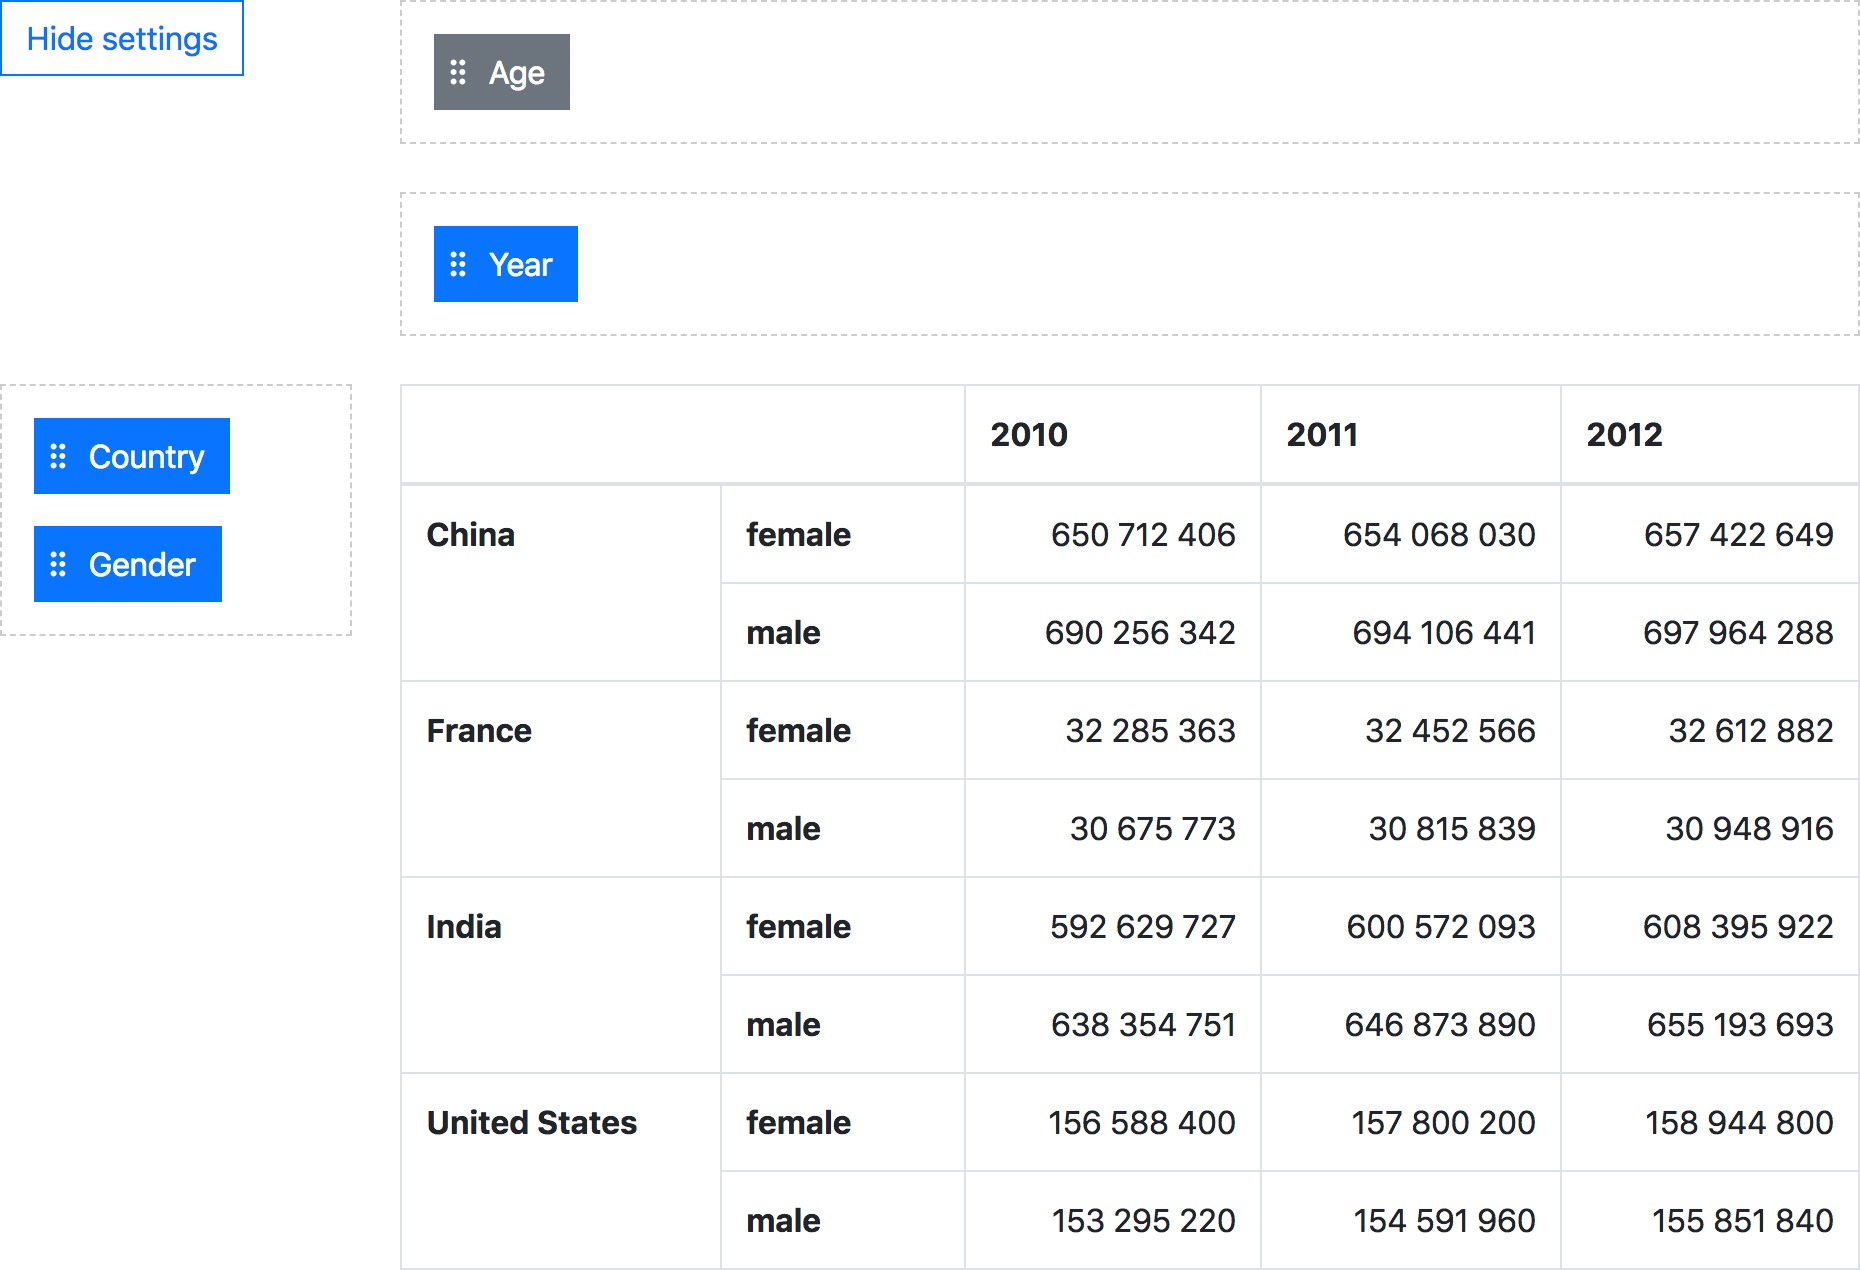 Hide settings
Age
Year
Country
Gender
2010 2011 2012
China female 650 712 406 654 068 030 657 422 649
male 690 256 342 694 106 441 697 964 288
France female 32 285 363 32 452 566 32 612 882
male 30 675 773 30 815 839 30 948 916
India female 592 629 727 600 572 093 608 395 922
male 638 354 751 646 873 890 655 193 693
United States female 156 588 400 157 800 200 158 944 800
male 153 295 220 154 591 960 155 851 840